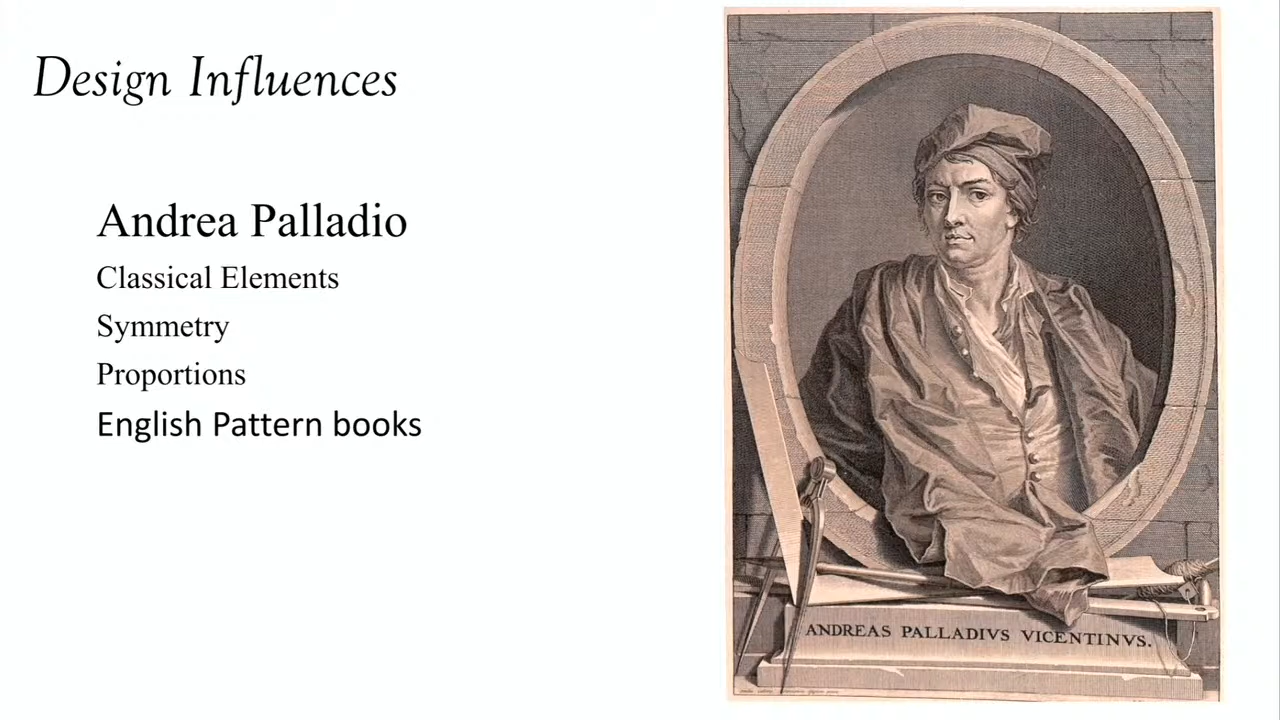 Design Influences
Andrea Palladio
Classical Elements
Symmetry
Proportions
English Pattern books
ANDREAS PALLADIVS VICENTINVS.